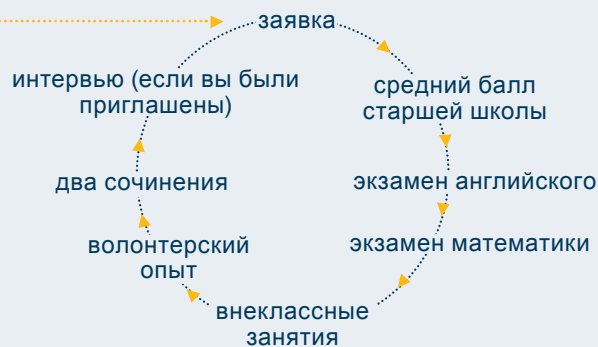 заявка
средний балл
старшей школы
экзамен английского
экзамен математики
внеклассные
занятия
волонтерский
опыт
два сочинения
интервью (если вы были
приглашены)